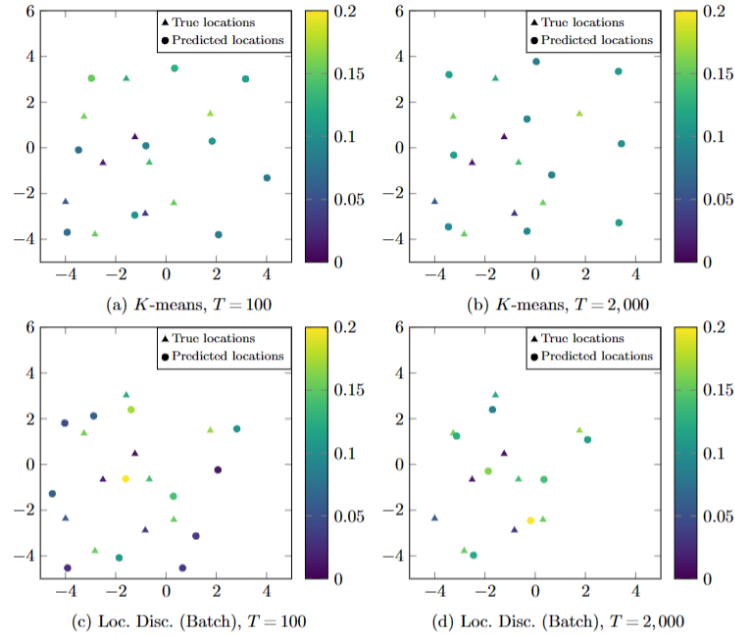 6
4
2
0
−2
−4
−4 −2 0 2 4
True locations
Predicted locations
0.2
0.15
0.1
0.05
0
(a) K-means, T = 100
6
4
2
0
−2
−4
−4 −2 0 2 4
True locations
Predicted locations
0.2
0.15
0.1
0.05
0
(b) K-means, T = 2,000
6
4
2
0
−2
−4
−4 −2 0 2 4
True locations
Predicted locations
0.2
0.15
0.1
0.05
0
(c) Loc. Disc. (Batch), T = 100
6
4
2
0
−2
−4
−4 −2 0 2 4
True locations
Predicted locations
0.2
0.15
0.1
0.05
0
(d) Loc. Disc. (Batch), T = 2,000